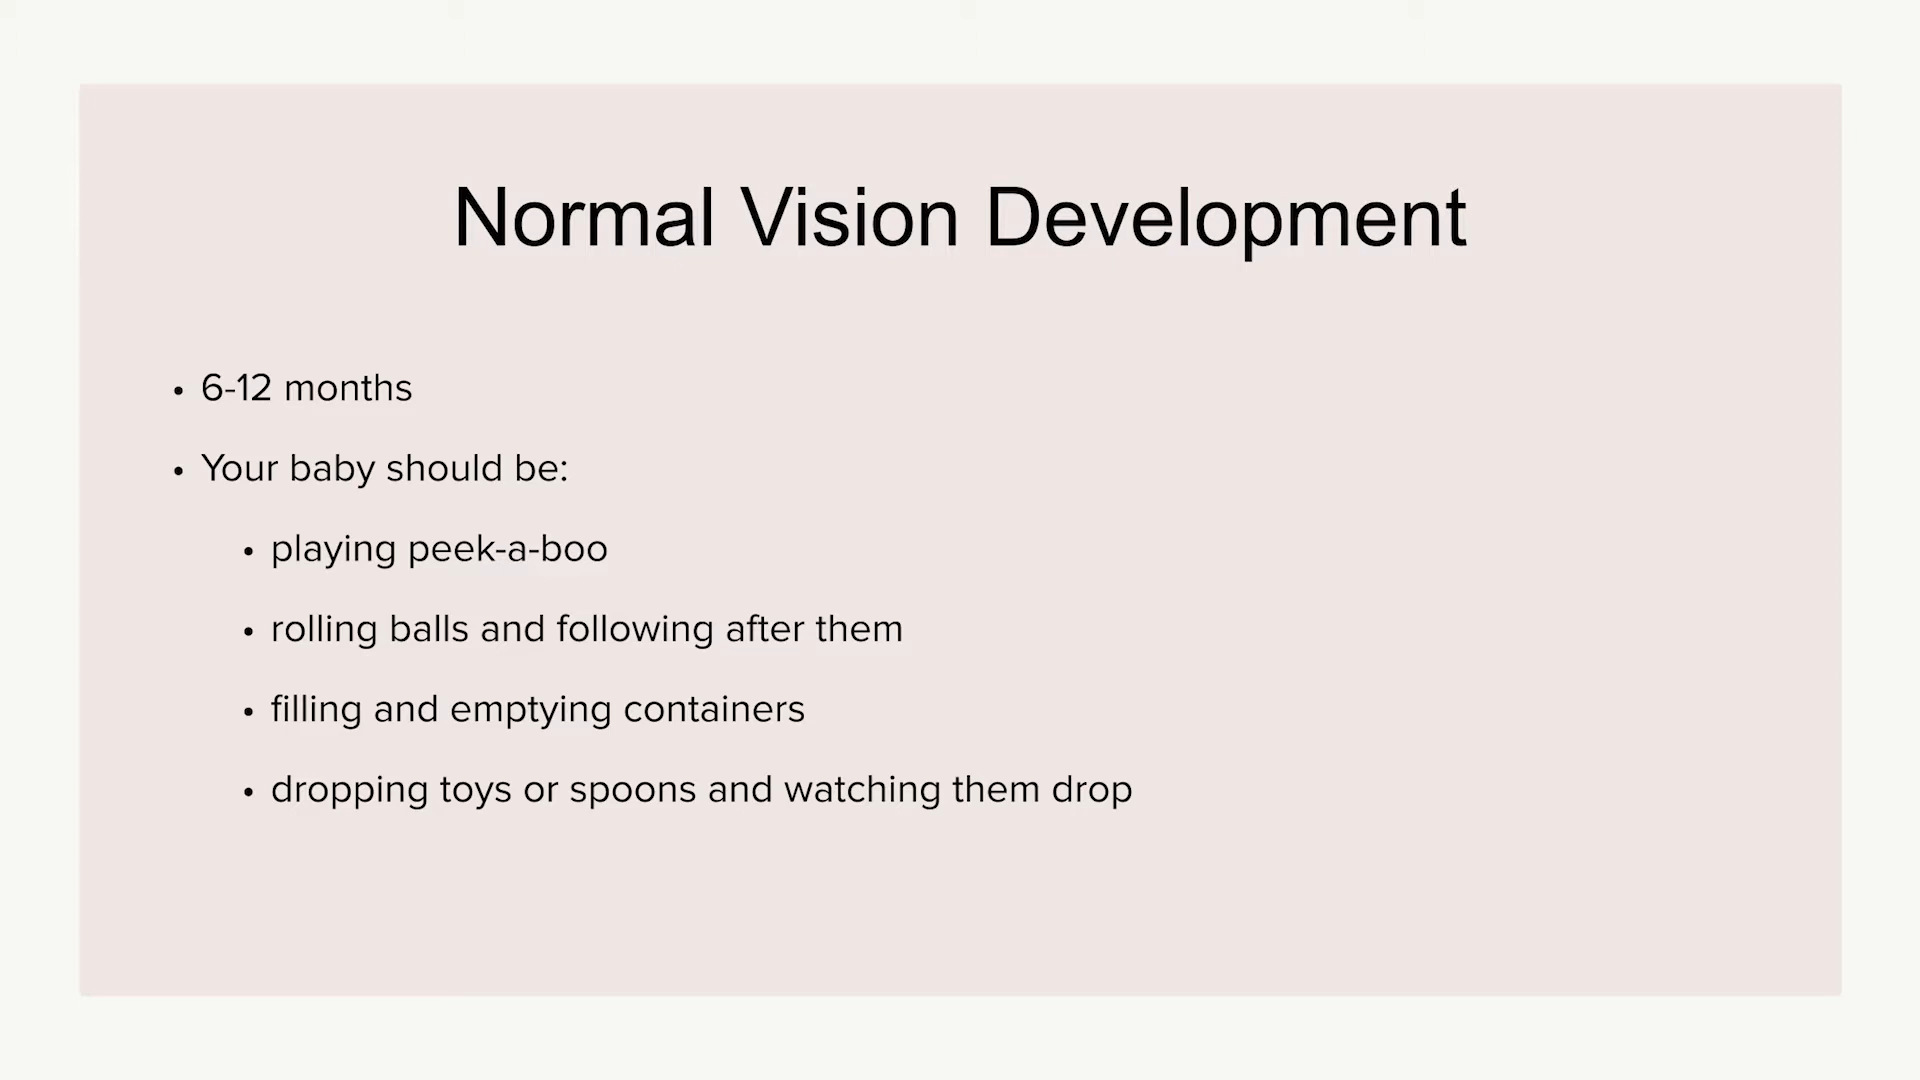 Normal Vision Development
• 6-12 months
• Your baby should be:
• playing peek-a-boo
• rolling balls and following after them
• filling and emptying containers
• dropping toys or spoons and watching them drop